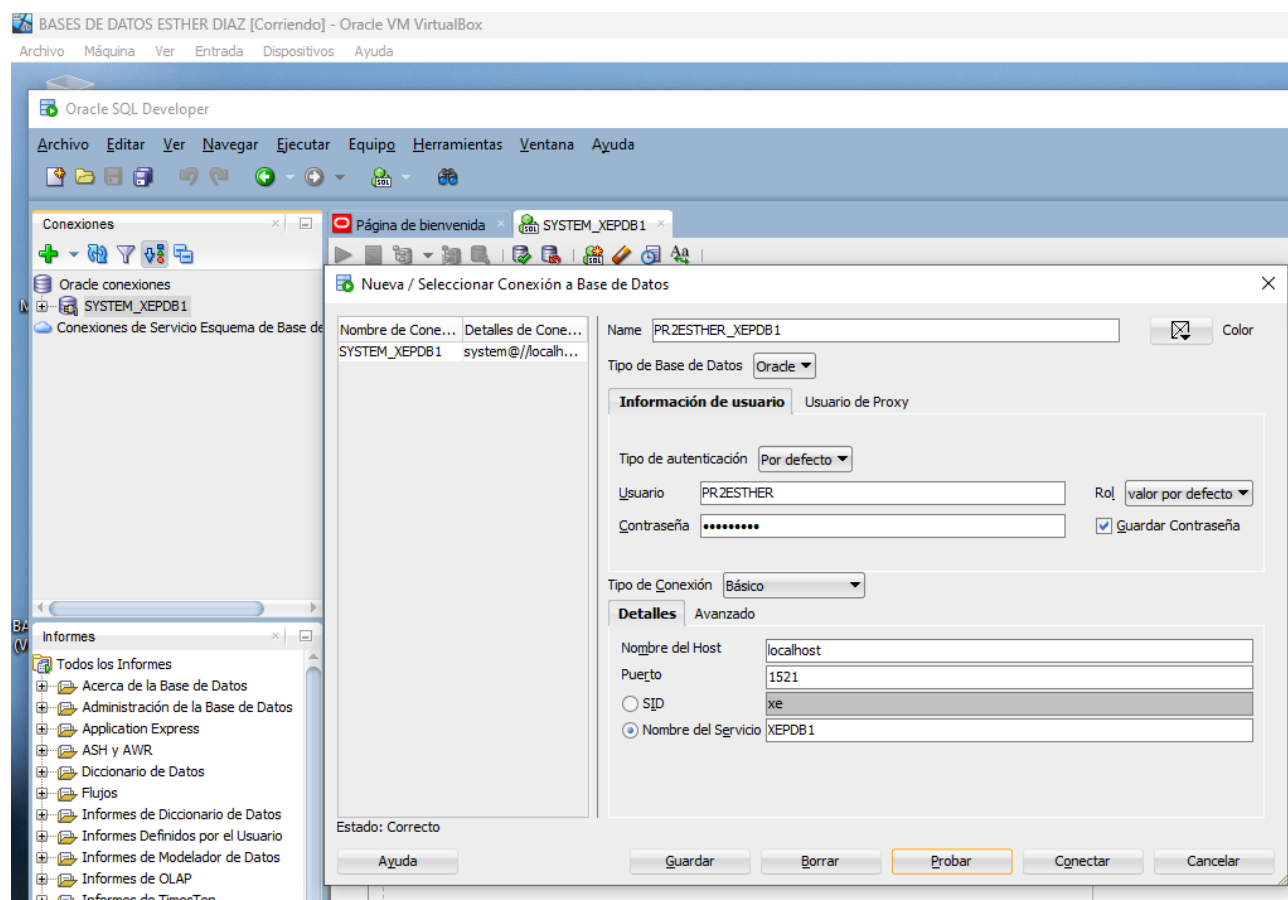 BASES DE DATOS ESTHER DIAZ [Corriendo] - Oracle VM VirtualBox
Archivo Máquina Ver Entrada Dispositivos Ayuda
Oracle SQL Developer
Archivo Editar Ver Navegar Ejecutar Equipo Herramientas Ventana Ayuda
Conexiones
Página de bienvenida
SYSTEM_XEPDB1
Oracle conexiones
SYSTEM_XEPDB1
Conexiones de Servicio Esquema de Base de
Nueva / Seleccionar Conexión a Base de Datos
Nombre de Cone... Detalles de Cone...
SYSTEM_XEPDB1 system@//localh...
Name PR2ESTHER_XEPDB1 Color
Tipo de Base de Datos Oracle
Información de usuario Usuario de Proxy
Tipo de autenticación Por defecto
Usuario PR2ESTHER Rol valor por defecto
Contraseña ••••••••• Guardar Contraseña
Tipo de Conexión Básico
Detalles Avanzado
Nombre del Host localhost
Puerto 1521
SID xe
Nombre del Servicio XEPDB1
Estado: Correcto
Ayuda Guardar Borrar Probar Conectar Cancelar
Informes
Todos los Informes
Acerca de la Base de Datos
Administración de la Base de Datos
Application Express
ASH y AWR
Diccionario de Datos
Flujos
Informes de Diccionario de Datos
Informes Definidos por el Usuario
Informes de Modelador de Datos
Informes de OLAP
Informes de TimesTen